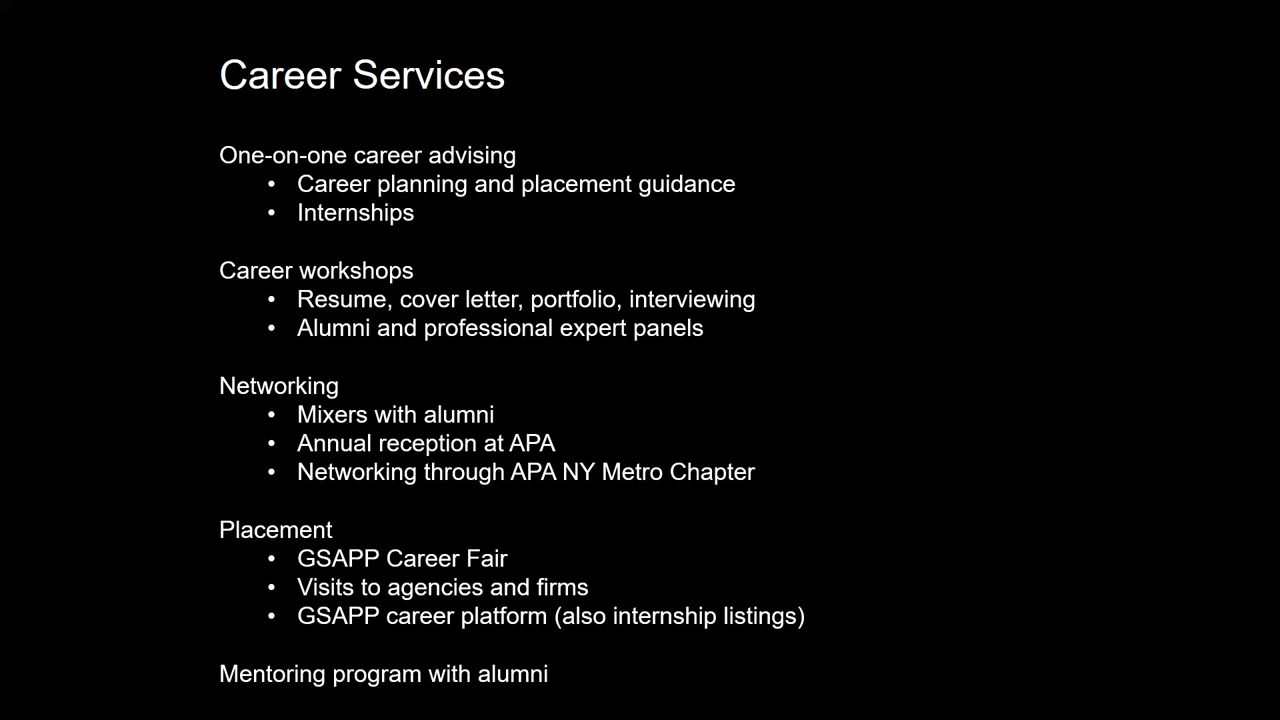 Career Services
One-on-one career advising
• Career planning and placement guidance
• Internships
Career workshops
• Resume, cover letter, portfolio, interviewing
• Alumni and professional expert panels
Networking
• Mixers with alumni
• Annual reception at APA
• Networking through APA NY Metro Chapter
Placement
• GSAPP Career Fair
• Visits to agencies and firms
• GSAPP career platform (also internship listings)
Mentoring program with alumni